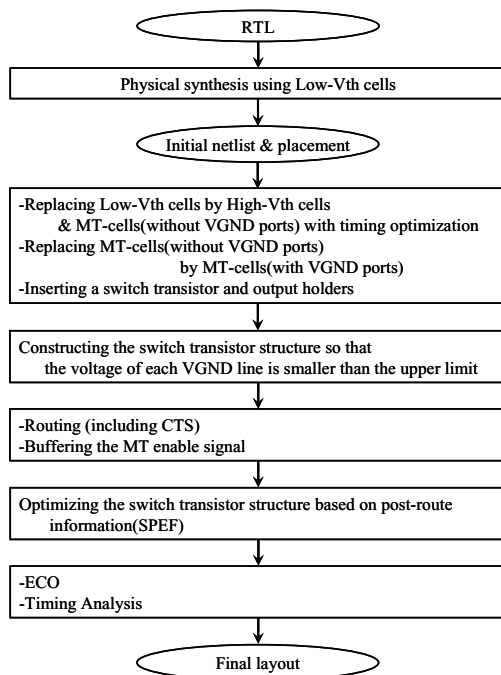 RTL
Physical synthesis using Low-Vth cells
Initial netlist & placement
-Replacing Low-Vth cells by High-Vth cells
& MT-cells(without VGND ports) with timing optimization
-Replacing MT-cells(without VGND ports)
by MT-cells(with VGND ports)
-Inserting a switch transistor and output holders
Constructing the switch transistor structure so that
the voltage of each VGND line is smaller than the upper limit
-Routing (including CTS)
-Buffering the MT enable signal
Optimizing the switch transistor structure based on post-route
information(SPEF)
-ECO
-Timing Analysis
Final layout